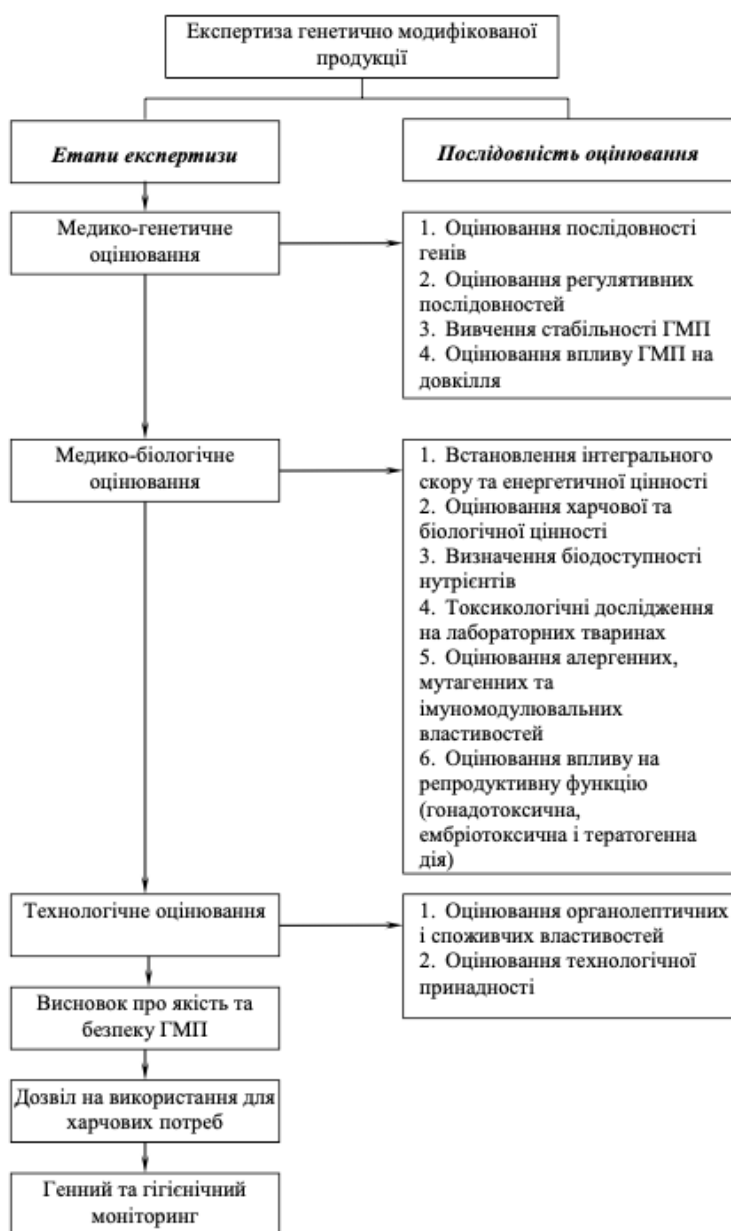 Експертиза генетично модифікованої
продукції
Етапи експертизи
Послідовність оцінювання
Медико-генетичне
оцінювання
1. Оцінювання послідовності
генів
2. Оцінювання регулятивних
послідовностей
3. Вивчення стабільності ГМП
4. Оцінювання впливу ГМП на
довкілля
Медико-біологічне
оцінювання
1. Встановлення інтегрального
скору та енергетичної цінності
2. Оцінювання харчової та
біологічної цінності
3. Визначення біодоступності
нутрієнтів
4. Токсикологічні дослідження
на лабораторних тваринах
5. Оцінювання алергенних,
мутагенних та
імуномодулювальних
властивостей
6. Оцінювання впливу на
репродуктивну функцію
(гонадотоксична,
ембріотоксична і тератогенна
дія)
Технологічне оцінювання
1. Оцінювання органолептичних
і споживчих властивостей
2. Оцінювання технологічної
принадності
Висновок про якість та
безпеку ГМП
Дозвіл на використання для
харчових потреб
Генний та гігієнічний
моніторинг